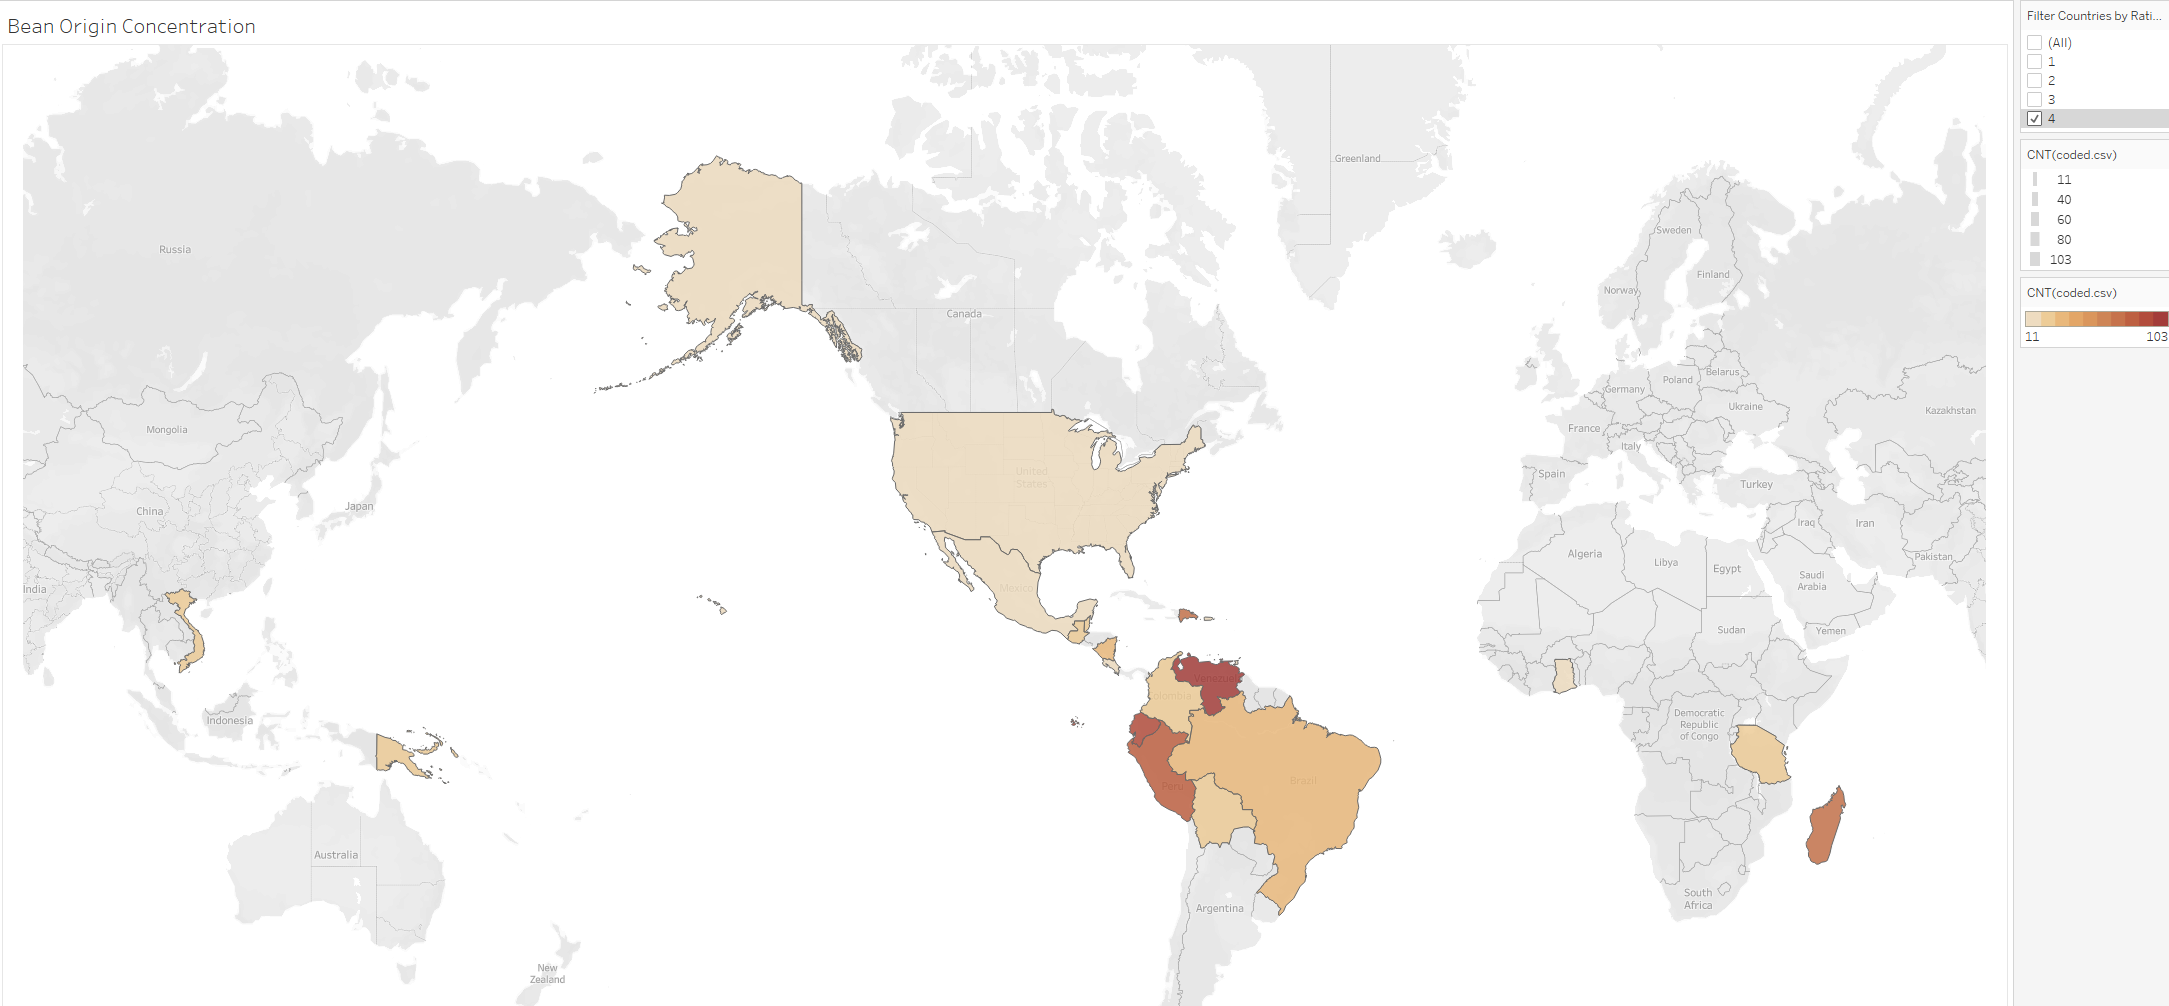 Bean Origin Concentration
Filter Countries by Rati...
(All)
1
2
3
4
CNT(coded.csv)
11
40
60
80
103
CNT(coded.csv)
11 103
Greenland
Russia
Sweden
Finland
Norway
Canada
Belarus
Poland
Germany
Kazakhstan
Ukraine
France
Mongolia
Italy
United
States
Spain
Turkey
Japan
China
Iraq
Iran
Algeria
Pakistan
Libya
Egypt
Saudi
Arabia
India
Mexico
Sudan
Yemen
Venezuel
Colombia
Indonesia
Democratic
Republic
of Congo
Brazil
Peru
Australia
South
Africa
Argentina
New
Zealand